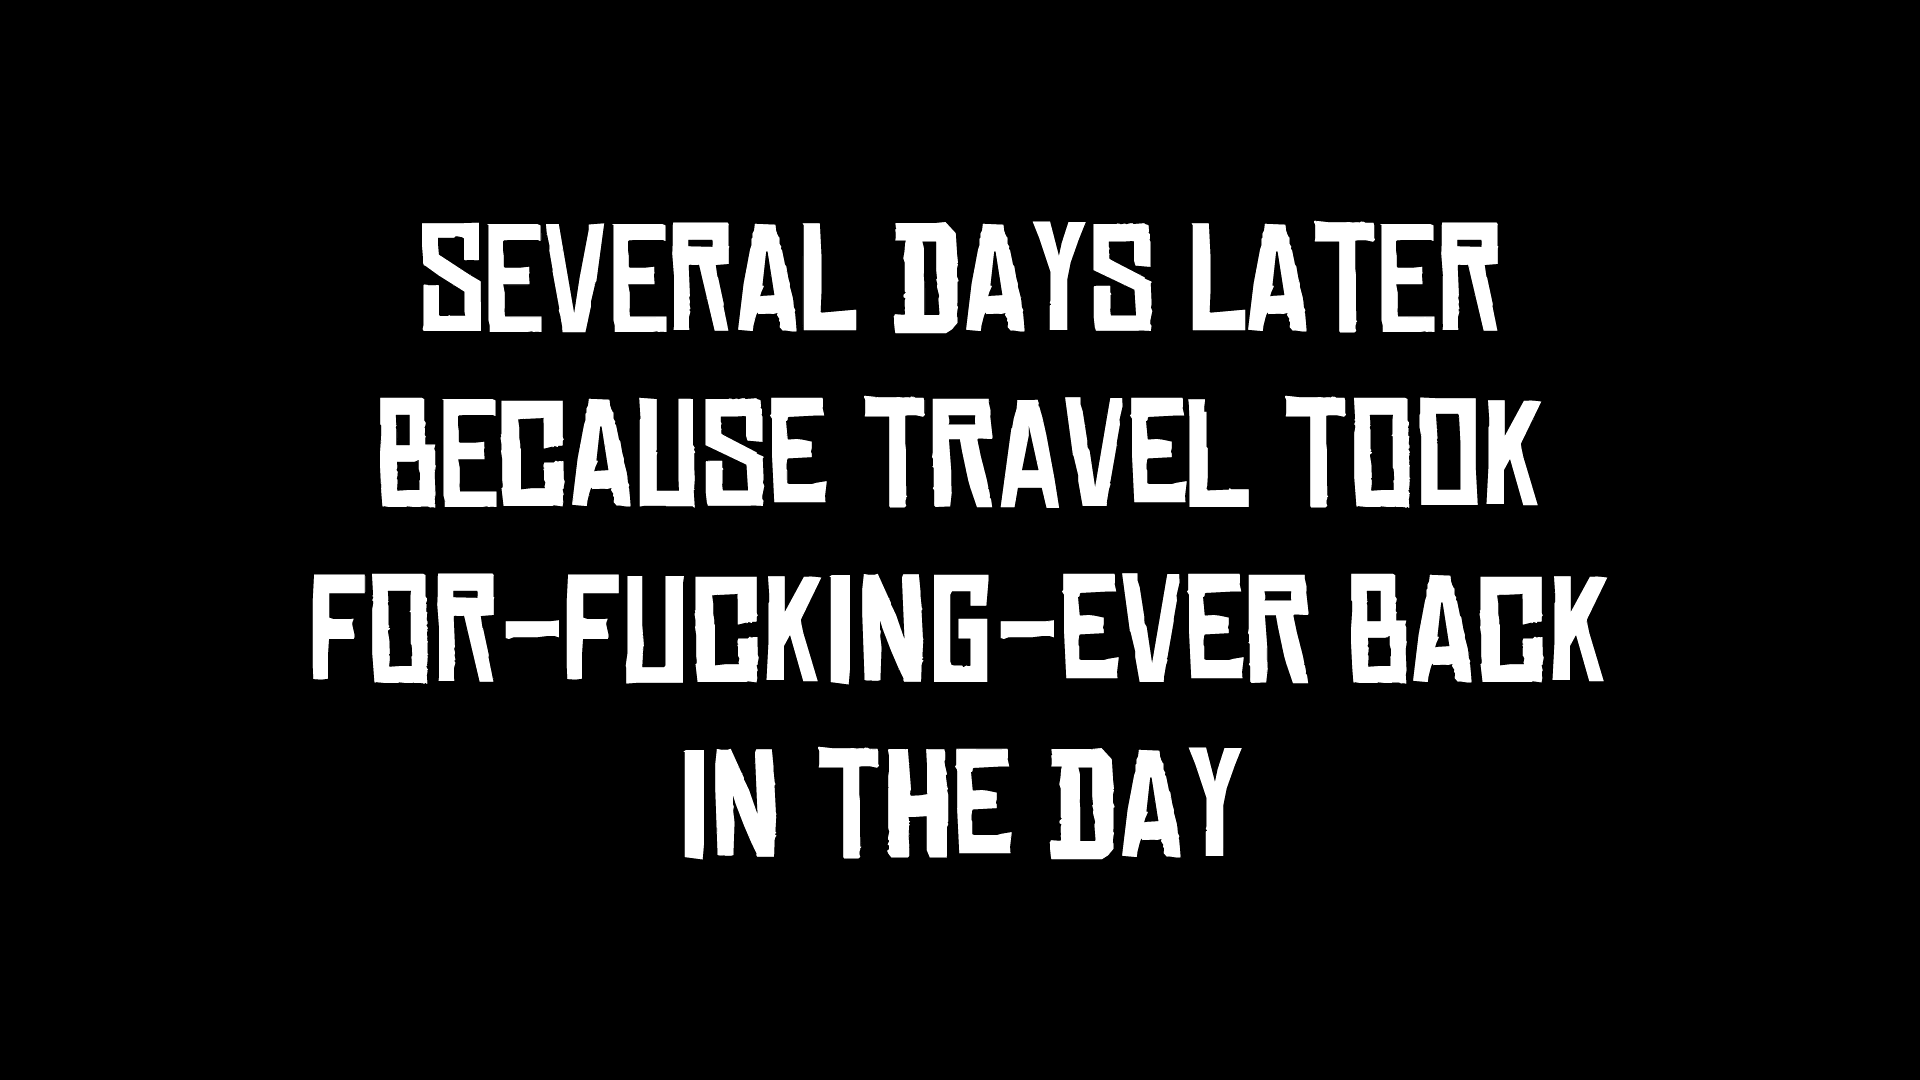 SEVERAL DAYS LATER
BECAUSE TRAVEL TOOK
FOR-FUCKING-EVER BACK
IN THE DAY